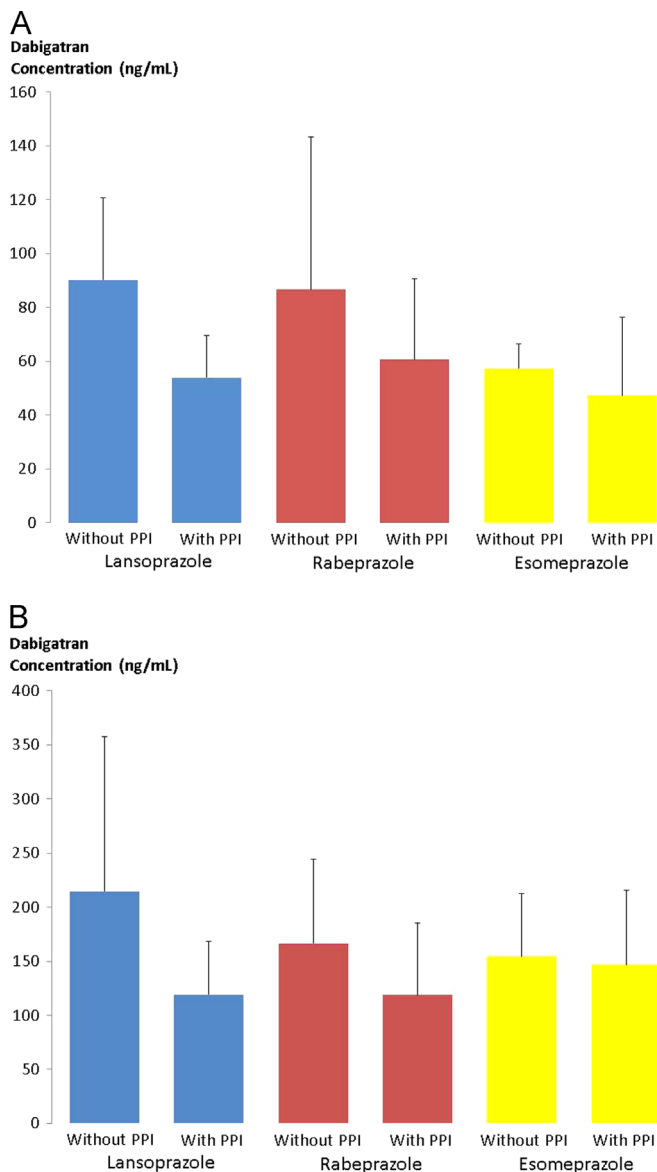 A
Dabigatran
Concentration (ng/mL)
160
140
120
100
80
60
40
20
0
Without PPI With PPI Without PPI With PPI Without PPI With PPI
Lansoprazole Rabeprazole Esomeprazole
B
Dabigatran
Concentration (ng/mL)
400
350
300
250
200
150
100
50
0
Without PPI With PPI Without PPI With PPI Without PPI With PPI
Lansoprazole Rabeprazole Esomeprazole